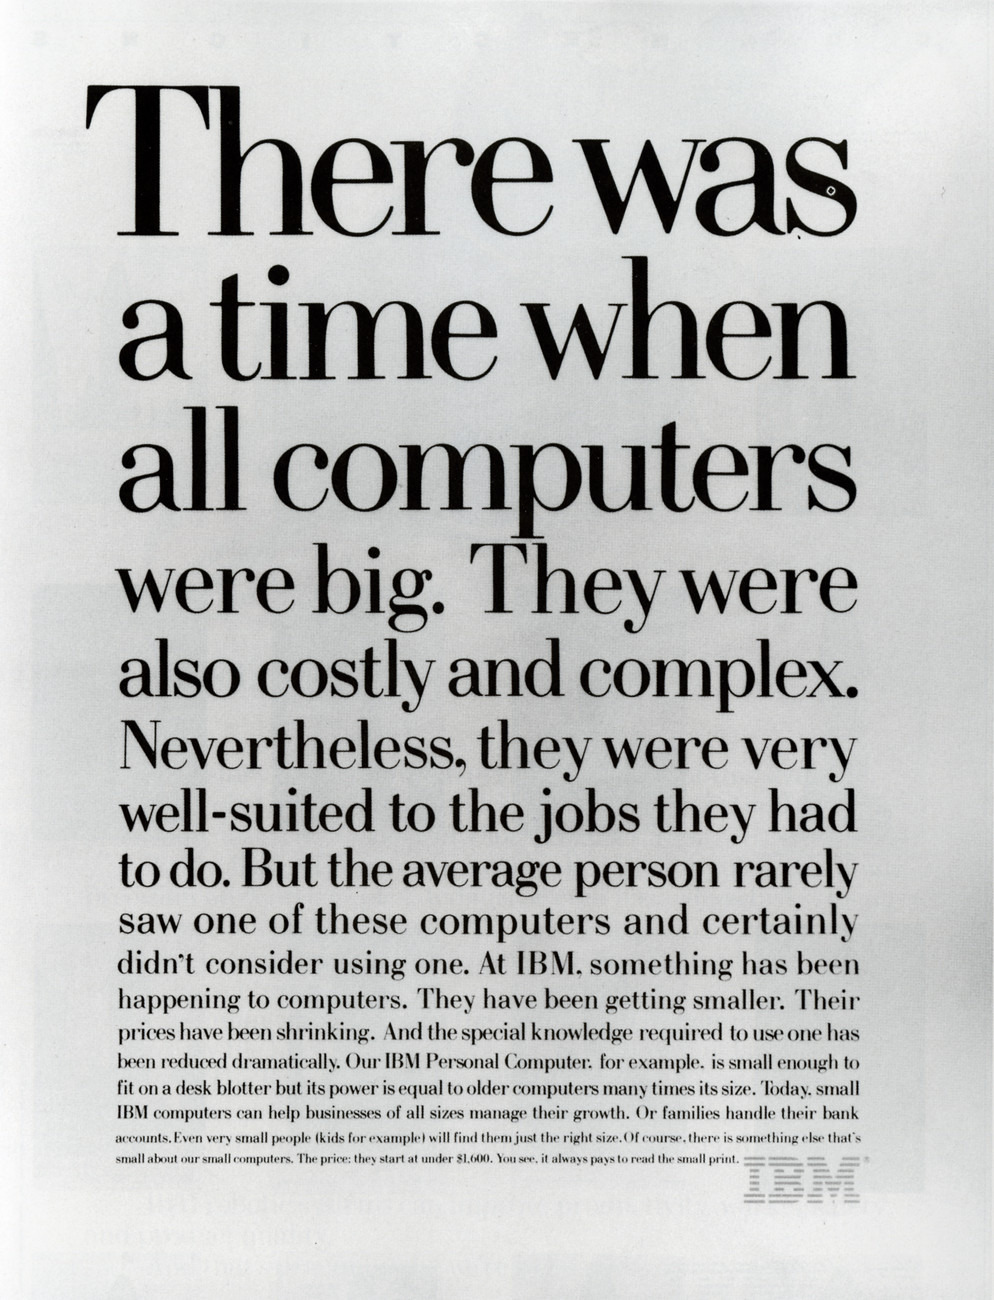 There was
a time when
all computers
were big. They were
also costly and complex.
Nevertheless, they were very
well-suited to the jobs they had
to do. But the average person rarely
saw one of these computers and certainly
didn't consider using one. At IBM, something has been
happening to computers. They have been getting smaller. Their
prices have been shrinking. And the special knowledge required to use one has
been reduced dramatically. Our IBM Personal Computer, for example, is small enough to
fit on a desk blotter but its power is equal to older computers many times its size. Today, small
IBM computers can help businesses of all sizes manage their growth. Or families handle their bank
accounts. Even very small people (kids for example) will find them just the right size. Of course, there is something else that's
small about our small computers. The price: they start at under $1,600. You see, it always pays to read the small print.
IBM®